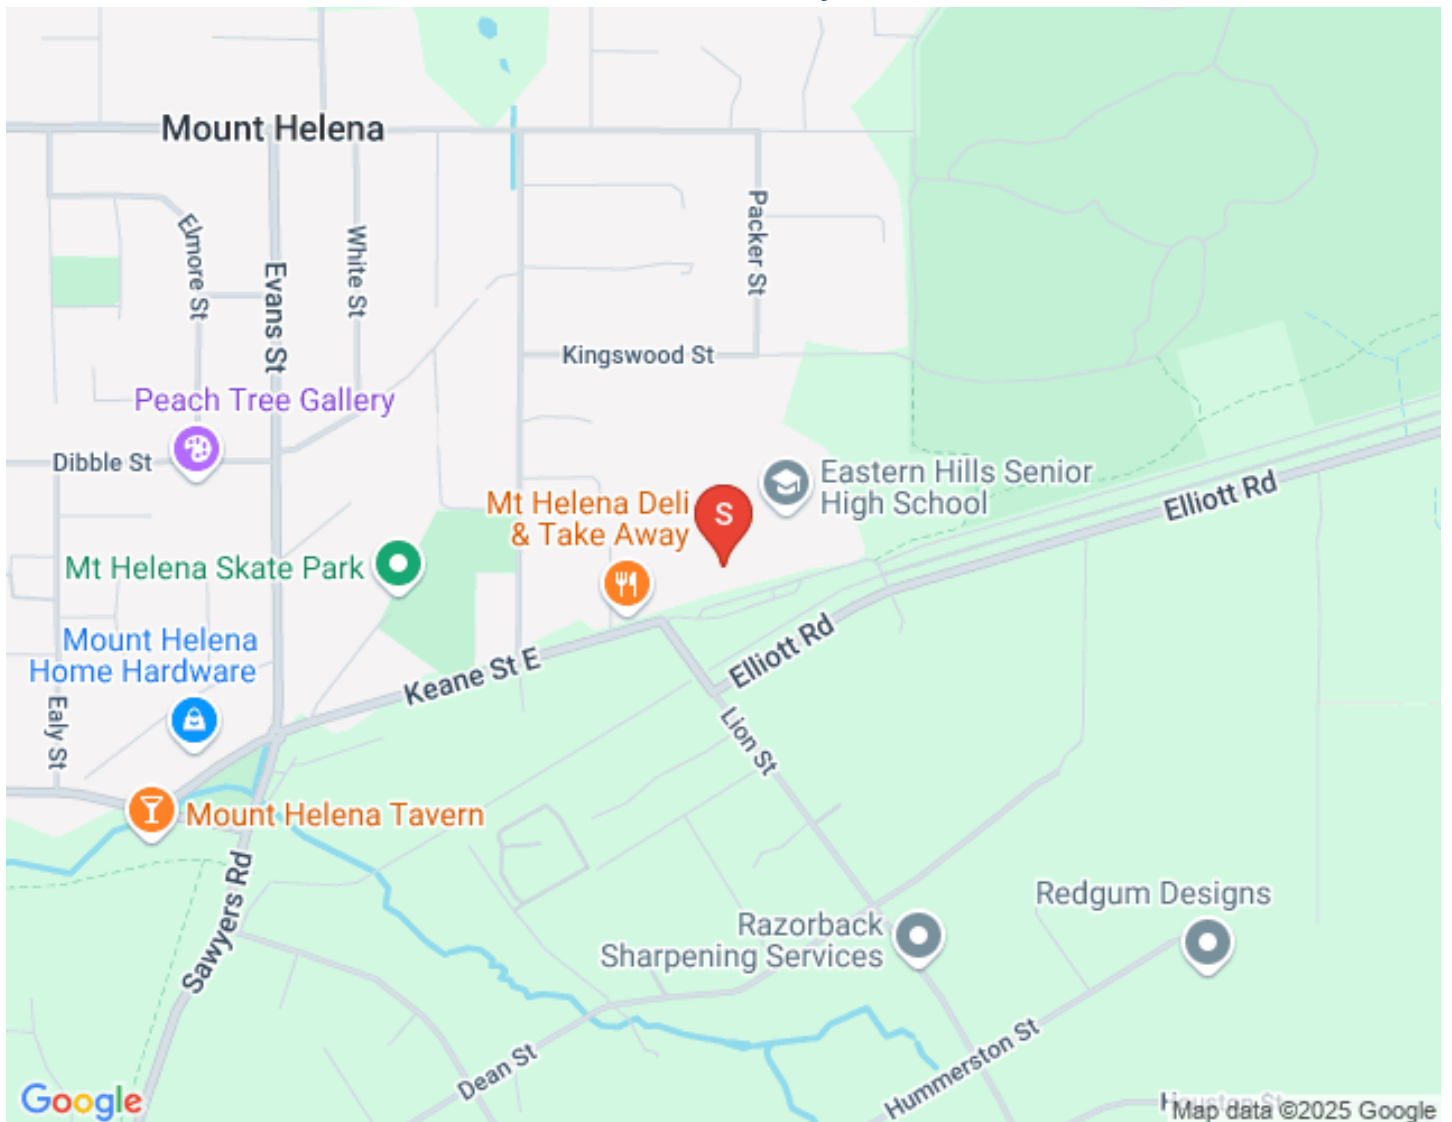 Mount Helena
Elmore St
Evans St
White St
Packer St
Kingswood St
Peach Tree Gallery
Dibble St
Eastern Hills Senior
High School
Mt Helena Deli
& Take Away
S
Elliott Rd
Mt Helena Skate Park
Mount Helena
Home Hardware
Keane St E
Elliott Rd
Ealy St
Lion St
Mount Helena Tavern
Sawyers Rd
Redgum Designs
Razorback
Sharpening Services
Dean St
Hummerston St
Google
Map data ©2025 Google